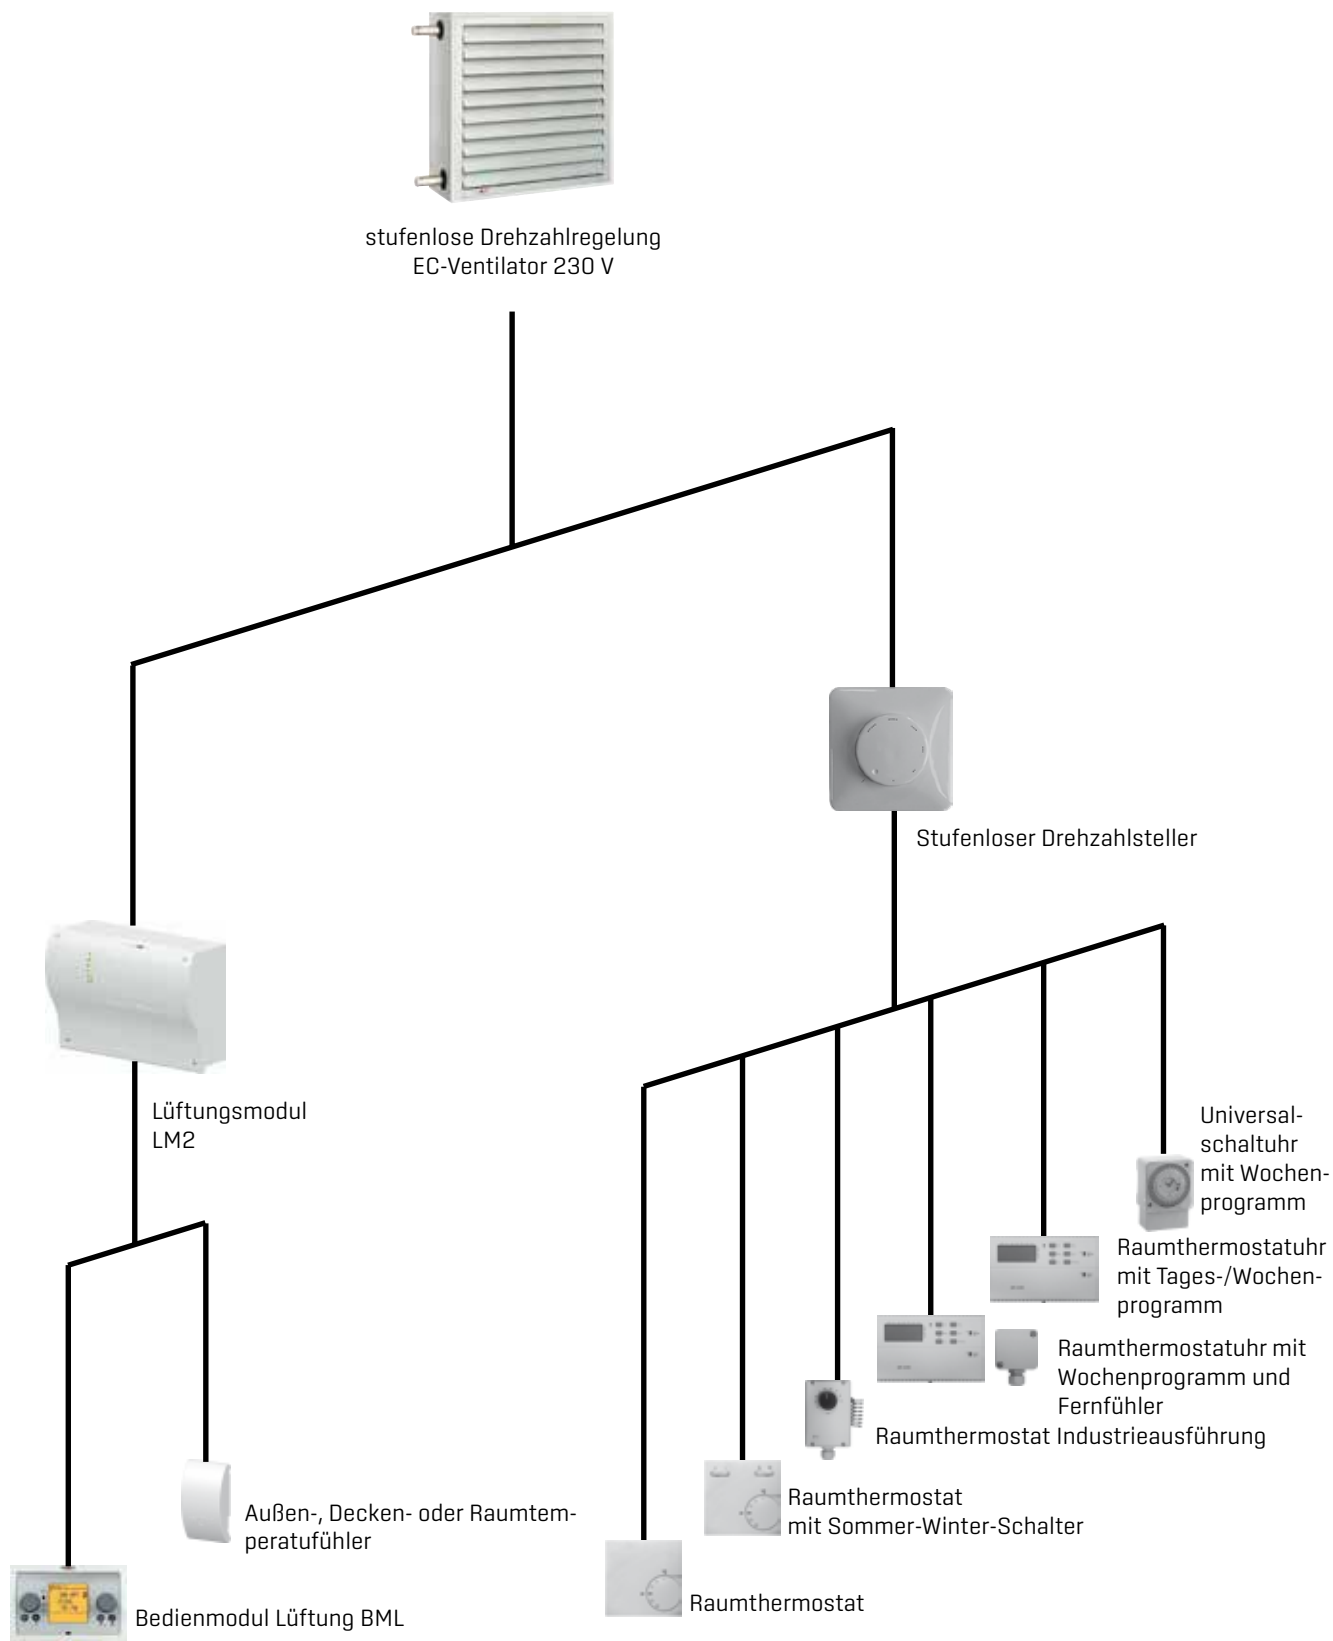 stufenlose Drehzahlregelung
EC-Ventilator 230 V
Stufenloser Drehzahlsteller
Lüftungsmodul
LM2
Universal-
schaltuhr
mit Wochen-
programm
Raumthermostatuhr
mit Tages-/Wochen-
programm
Raumthermostatuhr mit
Wochenprogramm und
Fernfühler
Raumthermostat Industrieausführung
Raumthermostat
mit Sommer-Winter-Schalter
Raumthermostat
Außen-, Decken- oder Raumtem-
peratufühler
Bedienmodul Lüftung BML